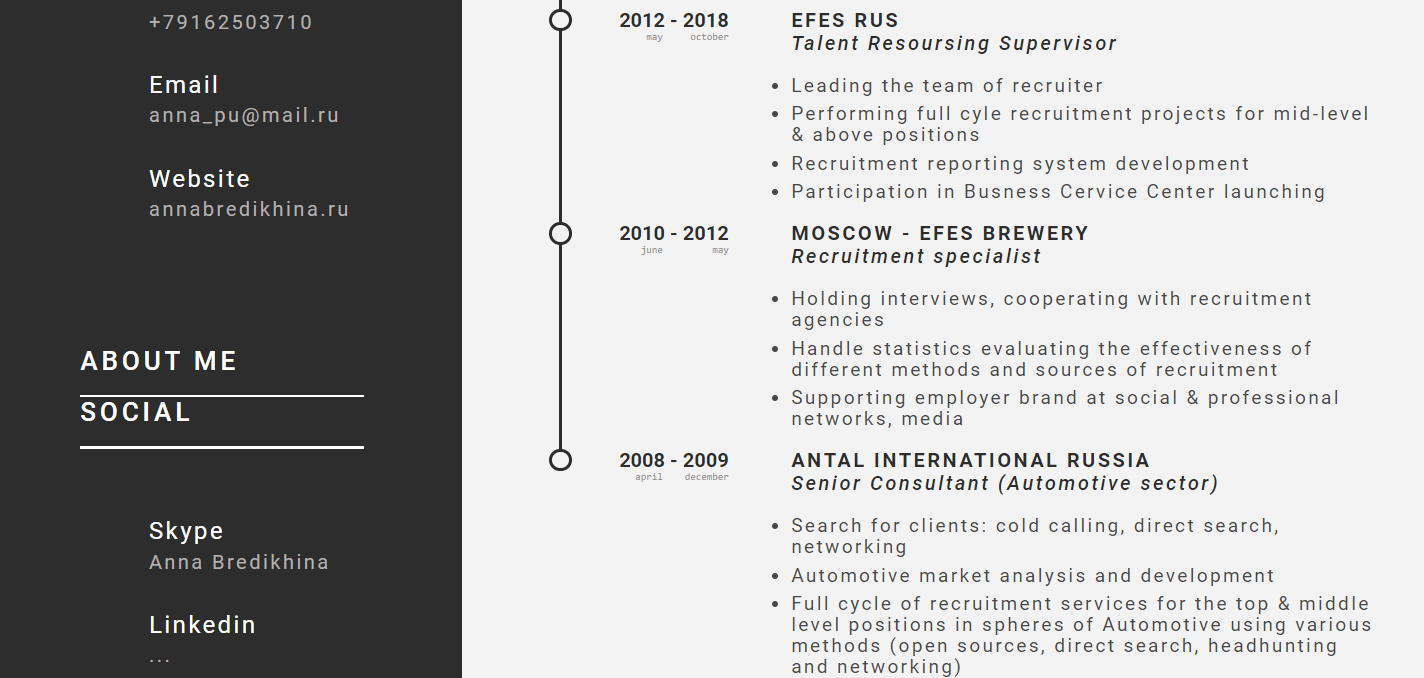 +79162503710
Email
anna_pu@mail.ru
Website
annabredikhina.ru
ABOUT ME
SOCIAL
Skype
Anna Bredikhina
Linkedin
...
2012 - 2018
may october
EFES RUS
Talent Resoursing Supervisor
Leading the team of recruiter
Performing full cyle recruitment projects for mid-level
& above positions
Recruitment reporting system development
Participation in Busness Cervice Center launching
2010 - 2012
june may
MOSCOW - EFES BREWERY
Recruitment specialist
Holding interviews, cooperating with recruitment
agencies
Handle statistics evaluating the effectiveness of
different methods and sources of recruitment
Supporting employer brand at social & professional
networks, media
2008 - 2009
april december
ANTAL INTERNATIONAL RUSSIA
Senior Consultant (Automotive sector)
Search for clients: cold calling, direct search,
networking
Automotive market analysis and development
Full cycle of recruitment services for the top & middle
level positions in spheres of Automotive using various
methods (open sources, direct search, headhunting
and networking)